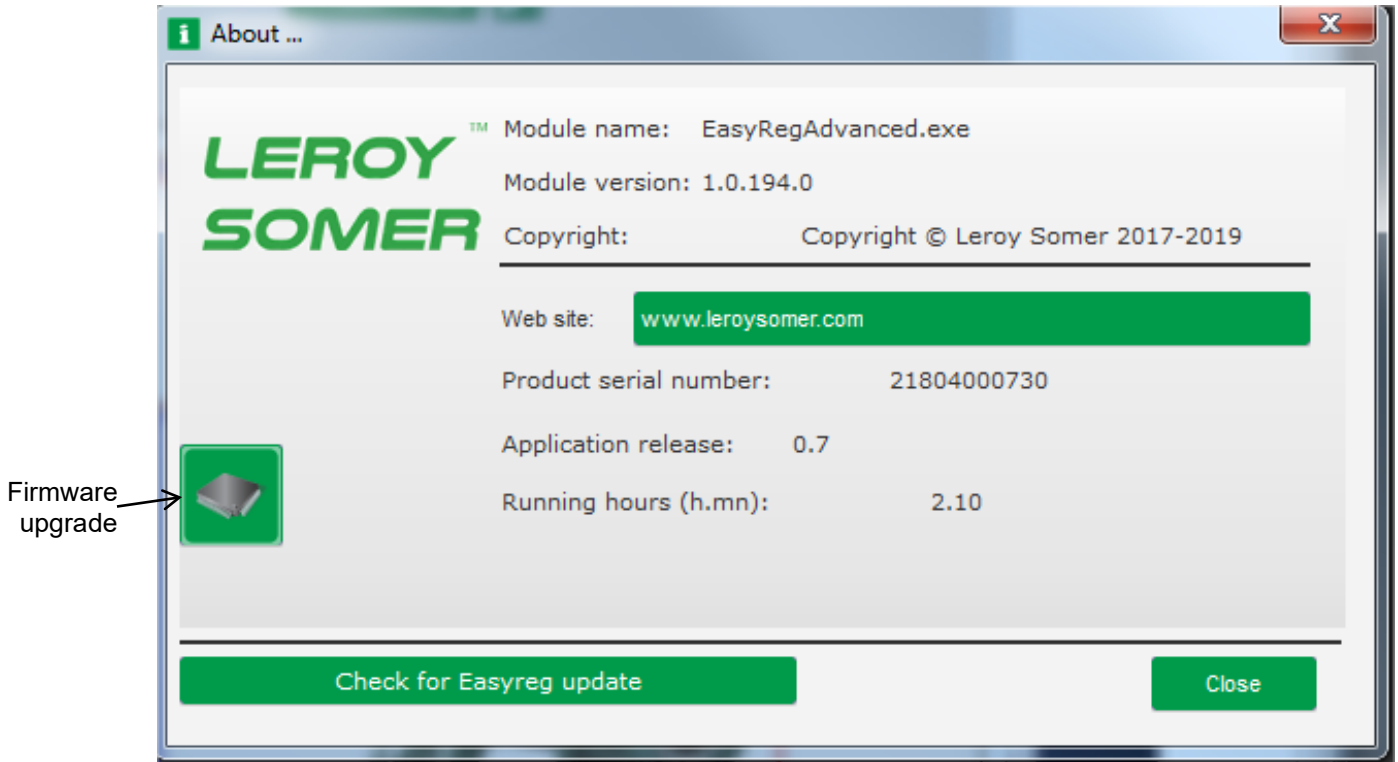 About ...
LEROY™
SOMER
Module name: EasyRegAdvanced.exe
Module version: 1.0.194.0
Copyright: Copyright © Leroy Somer 2017-2019
Web site: www.leroysomer.com
Product serial number: 21804000730
Application release: 0.7
Firmware
upgrade
Running hours (h.mn): 2.10
Check for Easyreg update
Close